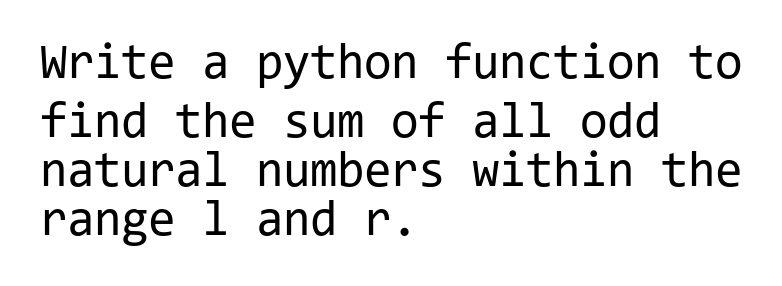 Write a python function to
find the sum of all odd
natural numbers within the
range l and r.